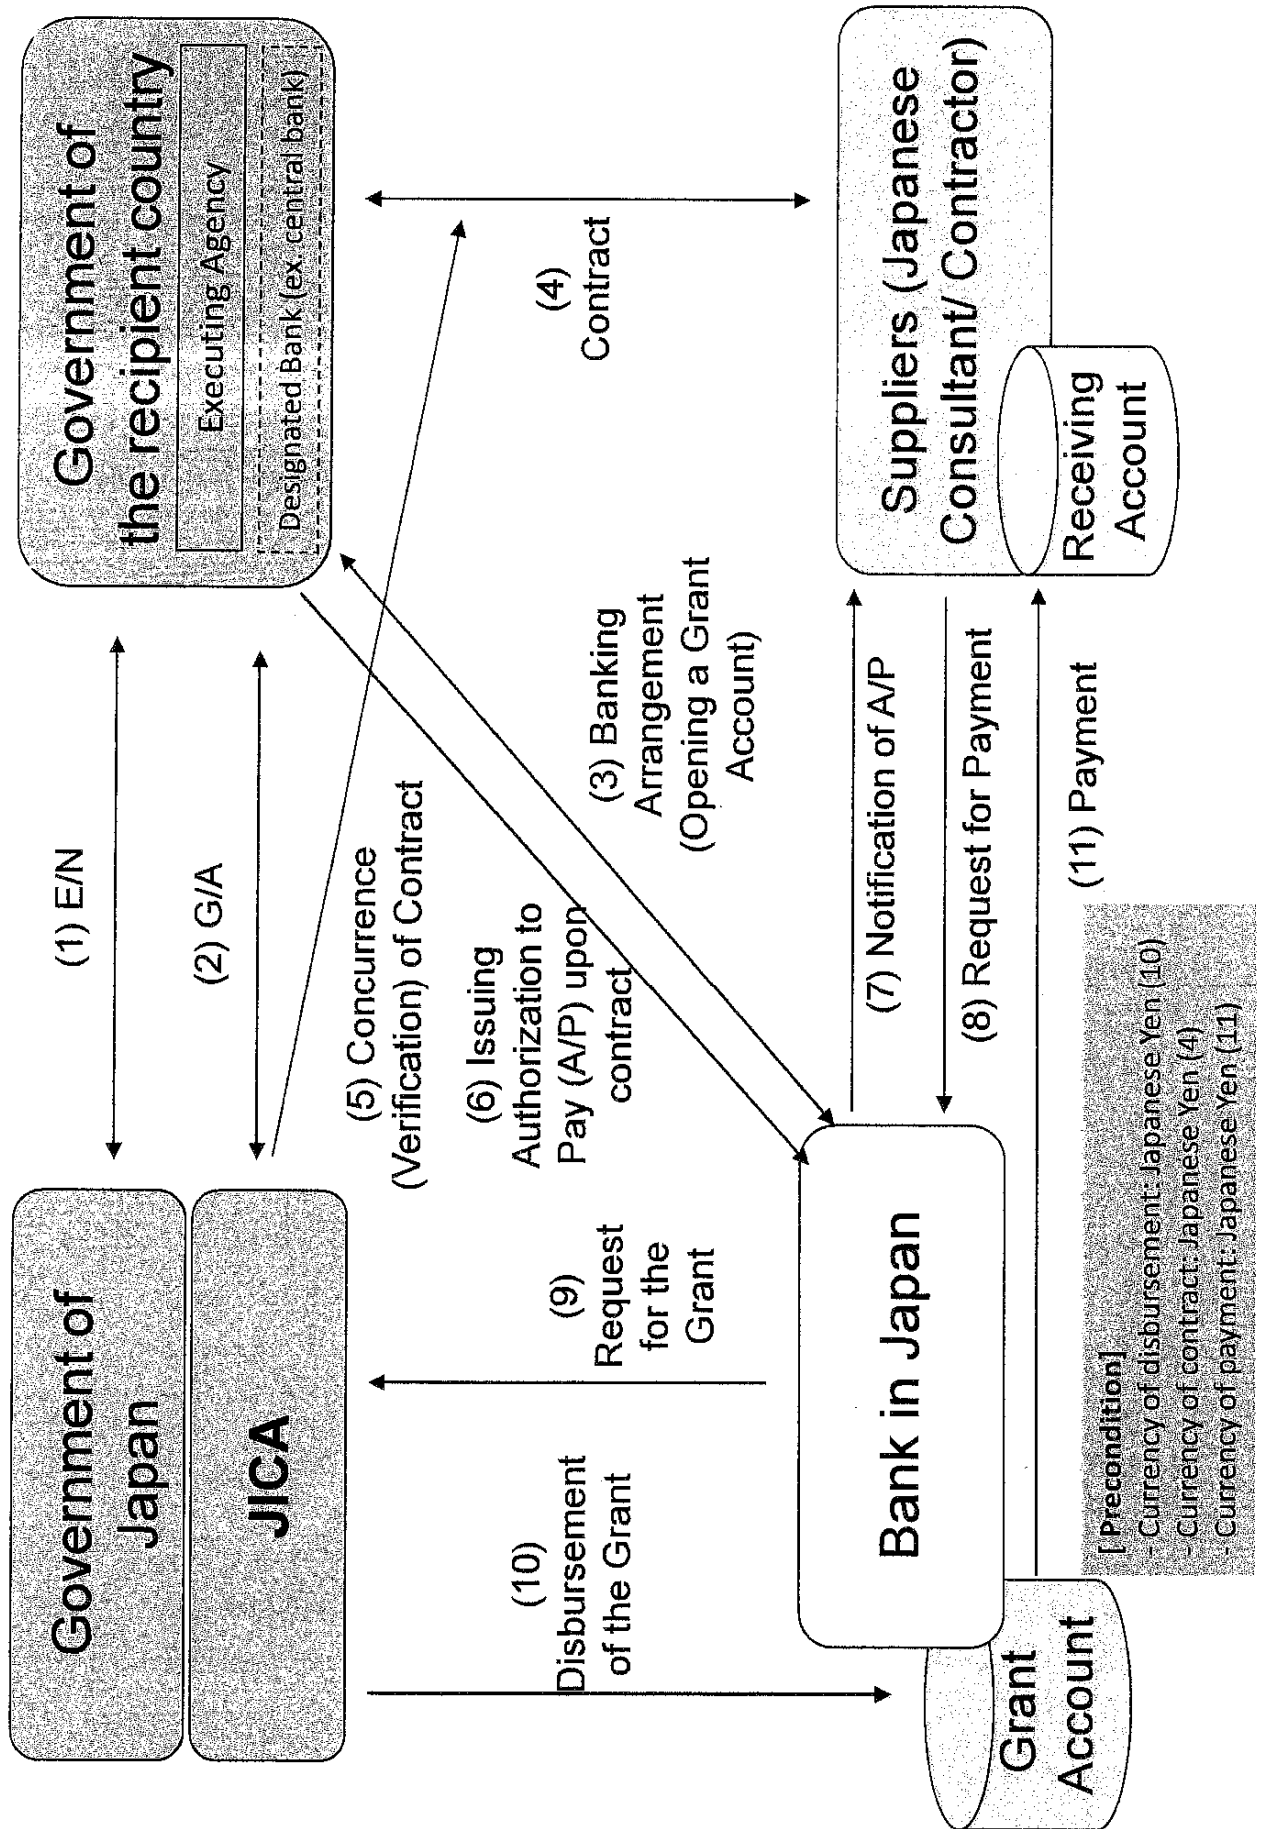 Government of
Japan
JICA
Government of
the recipient country
Executing Agency
Designated Bank (ex. central bank)
(1) E/N
(2) G/A
(5) Concurrence
(Verification) of Contract
(6) Issuing
Authorization to
Pay (A/P) upon
contract
(3) Banking
Arrangement
(Opening a Grant
Account)
(4)
Contract
(9)
Request
for the
Grant
(10)
Disbursement
of the Grant
Bank in Japan
Grant
Account
(7) Notification of A/P
(8) Request for Payment
(11) Payment
Suppliers (Japanese
Consultant/ Contractor)
Receiving
Account
[ Precondition]
- Currency of disbursement: Japanese Yen (10)
- Currency of contract: Japanese Yen (4)
- Currency of payment: Japanese Yen (11)